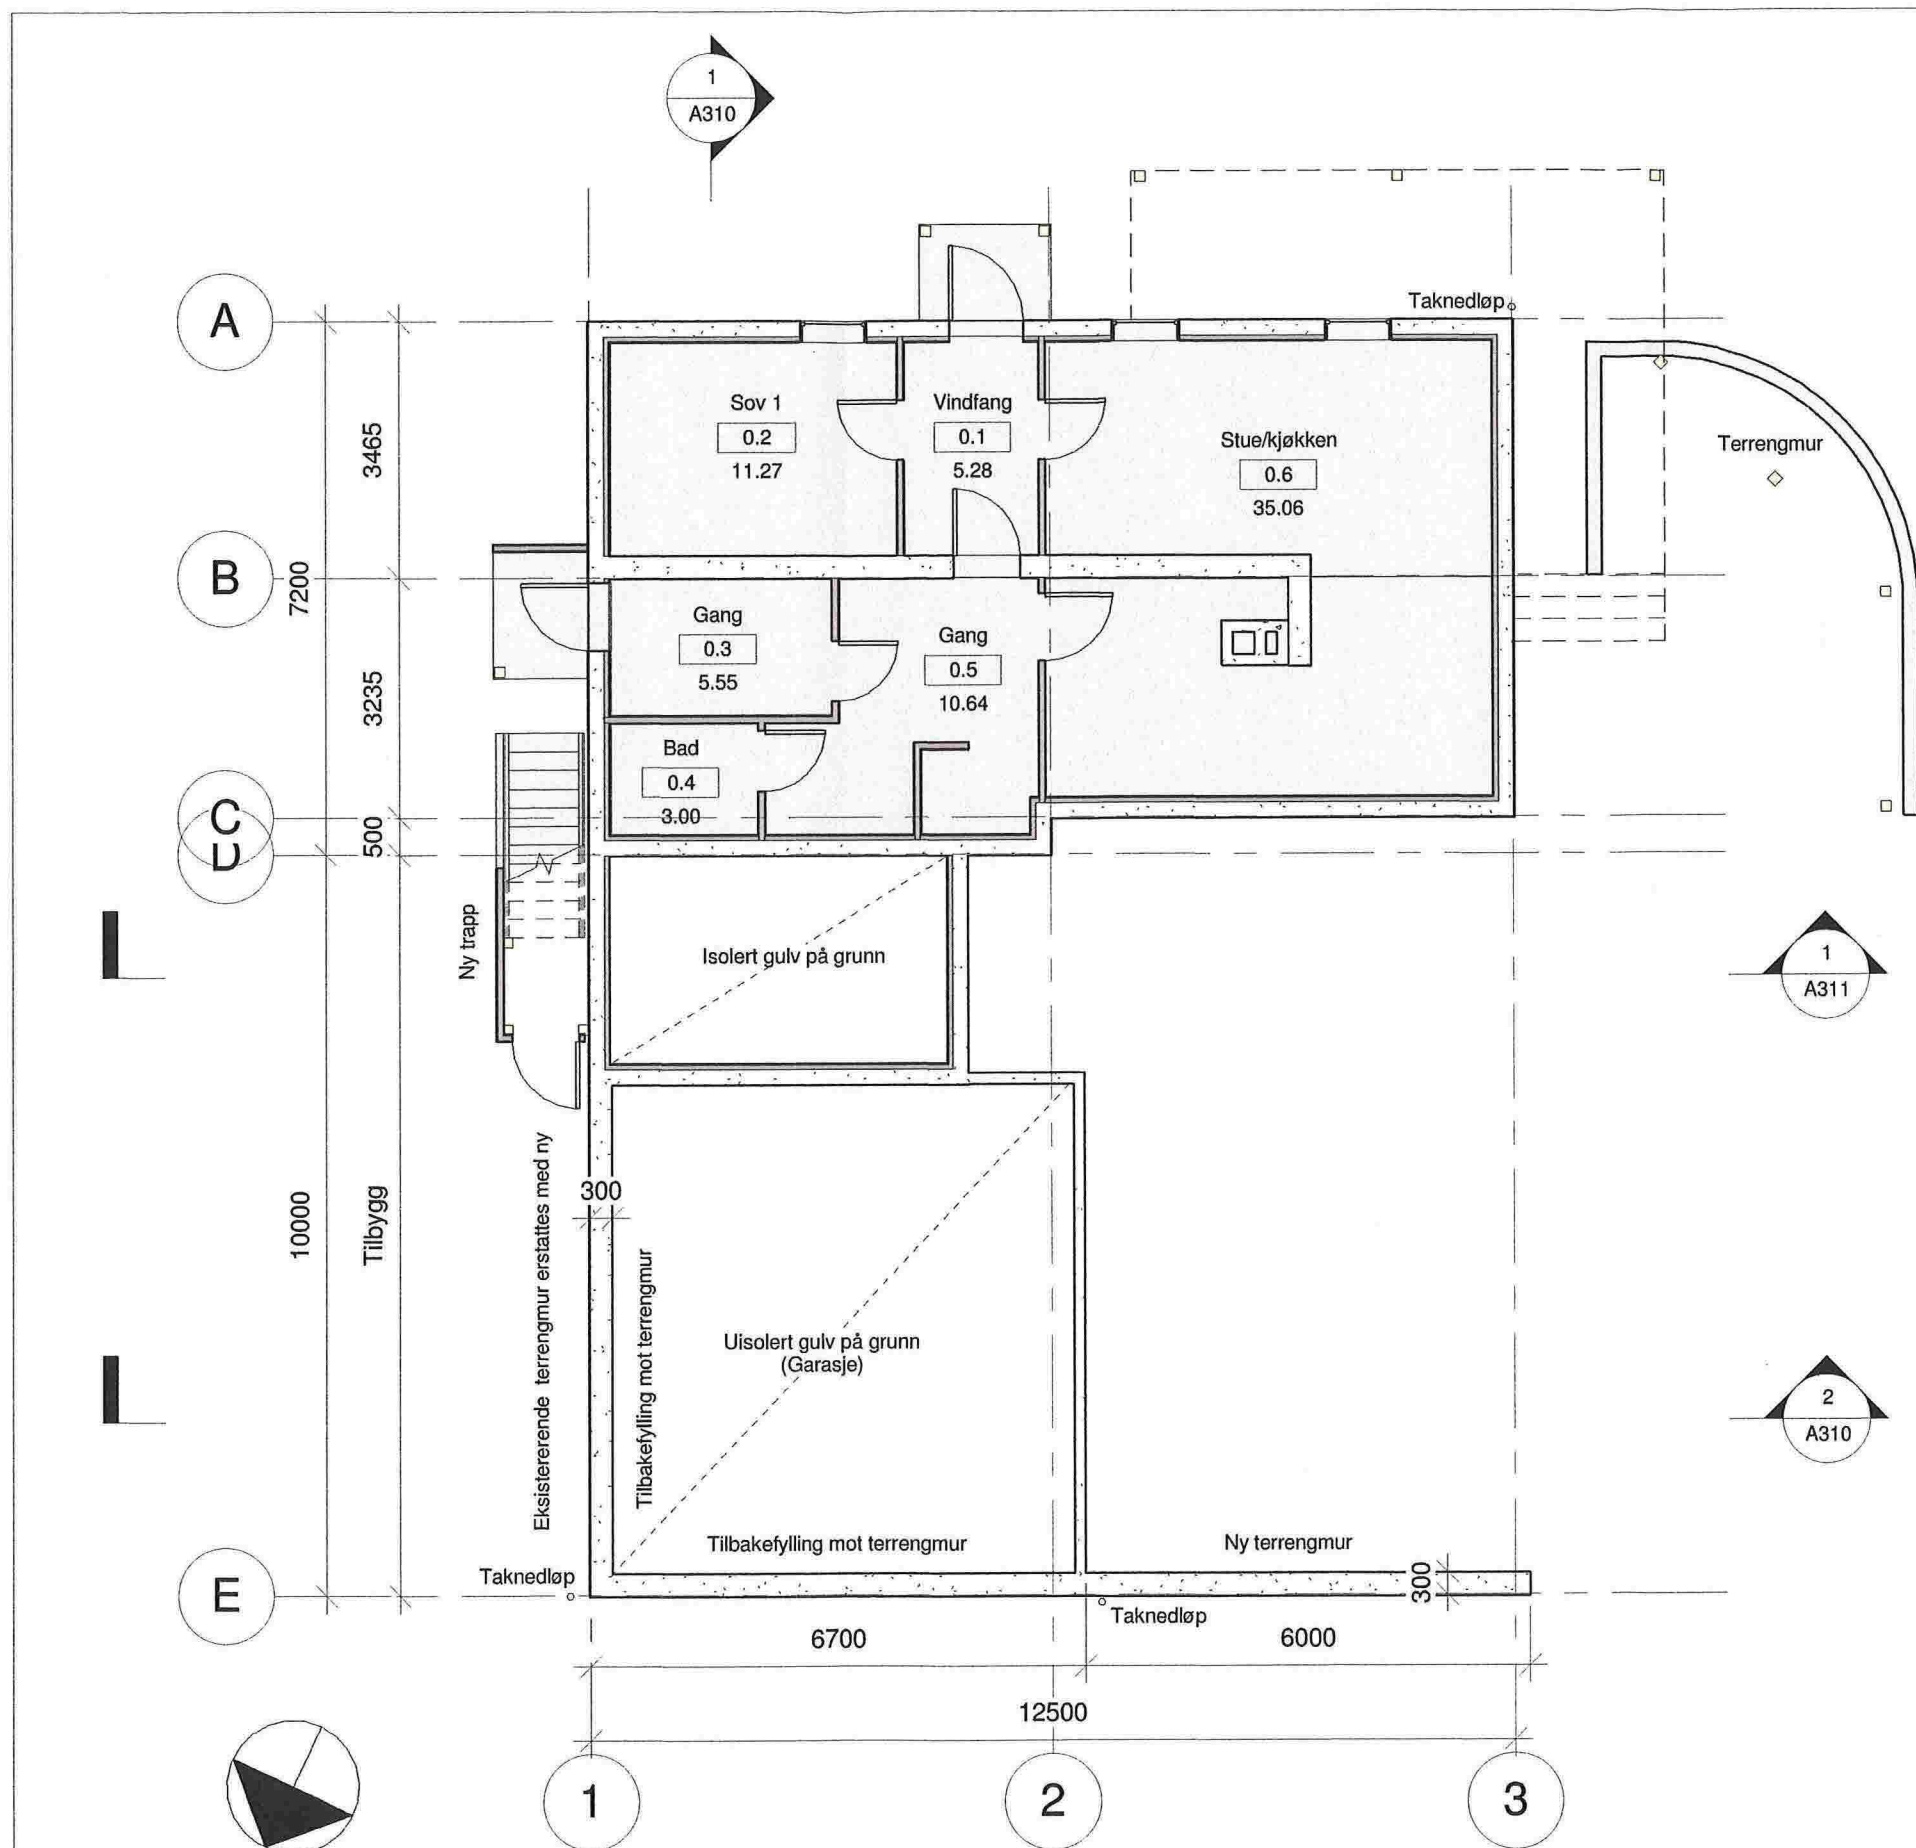 1
A310
Taknedløp
A
Sov 1
0.2
11.27
Vindfang
0.1
5.28
Stue/kjøkken
0.6
35.06
Terrengmur
3465
B
7200
Gang
0.3
5.55
Gang
0.5
10.64
3235
Bad
0.4
3.00
C
500
D
Ny trapp
Isolert gulv på grunn
1
A311
Eksistererende terrengmur erstattes med ny
300
10000
Tilbygg
Tilbakefylling mot terrengmur
Uisolert gulv på grunn
(Garasje)
2
A310
Tilbakefylling mot terrengmur
Ny terrengmur
300
Taknedløp
E
Taknedløp
6700
6000
12500
1
2
3